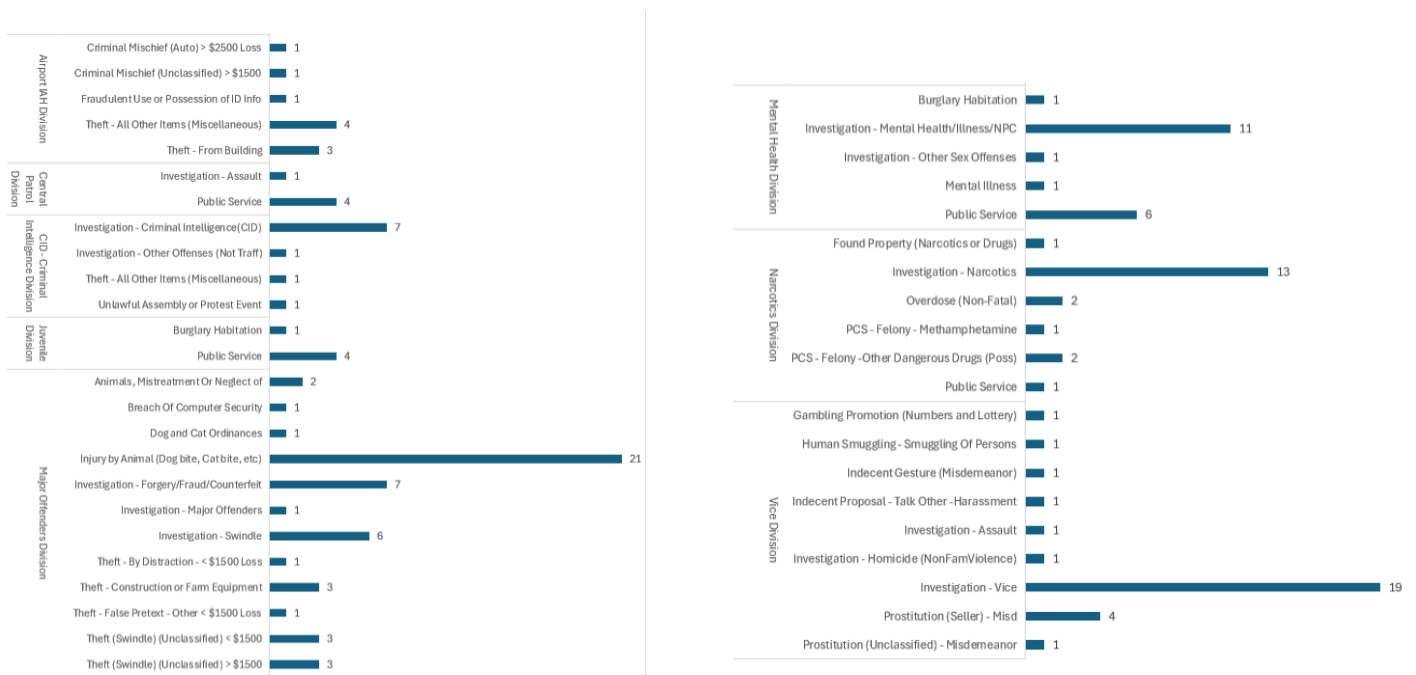 Airport IAH Division
Criminal Mischief (Auto) > $2500 Loss 1
Criminal Mischief (Unclassified) > $1500 1
Fraudulent Use or Possession of ID Info 1
Theft - All Other Items (Miscellaneous) 4
Theft - From Building 3
Central
Patrol
Division
Investigation - Assault 1
Public Service 4
CID - Criminal
Intelligence Division
Investigation - Criminal Intelligence(CID) 7
Investigation - Other Offenses (Not Traff) 1
Theft - All Other Items (Miscellaneous) 1
Unlawful Assembly or Protest Event 1
Juvenile
Division
Burglary Habitation 1
Public Service 4
Major Offenders Division
Animals, Mistreatment Or Neglect of 2
Breach Of Computer Security 1
Dog and Cat Ordinances 1
Injury by Animal (Dog bite, Cat bite, etc) 21
Investigation - Forgery/Fraud/Counterfeit 7
Investigation - Major Offenders 1
Investigation - Swindle 6
Theft - By Distraction - < $1500 Loss 1
Theft - Construction or Farm Equipment 3
Theft - False Pretext - Other < $1500 Loss 1
Theft (Swindle) (Unclassified) < $1500 3
Theft (Swindle) (Unclassified) > $1500 3
Mental Health Division
Burglary Habitation 1
Investigation - Mental Health/Illness/NPC 11
Investigation - Other Sex Offenses 1
Mental Illness 1
Public Service 6
Narcotics Division
Found Property (Narcotics or Drugs) 1
Investigation - Narcotics 13
Overdose (Non-Fatal) 2
PCS - Felony - Methamphetamine 1
PCS - Felony -Other Dangerous Drugs (Poss) 2
Public Service 1
Vice Division
Gambling Promotion (Numbers and Lottery) 1
Human Smuggling - Smuggling Of Persons 1
Indecent Gesture (Misdemeanor) 1
Indecent Proposal - Talk Other -Harassment 1
Investigation - Assault 1
Investigation - Homicide (NonFamViolence) 1
Investigation - Vice 19
Prostitution (Seller) - Misd 4
Prostitution (Unclassified) - Misdemeanor 1